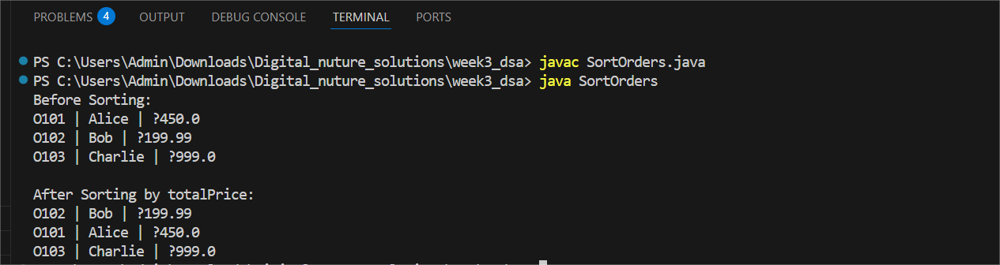 PROBLEMS 4 OUTPUT DEBUG CONSOLE TERMINAL PORTS
PS C:\Users\Admin\Downloads\Digital_nuture_solutions\week3_dsa> javac SortOrders.java
PS C:\Users\Admin\Downloads\Digital_nuture_solutions\week3_dsa> java SortOrders
Before Sorting:
O101 | Alice | ?450.0
O102 | Bob | ?199.99
O103 | Charlie | ?999.0
After Sorting by totalPrice:
O102 | Bob | ?199.99
O101 | Alice | ?450.0
O103 | Charlie | ?999.0